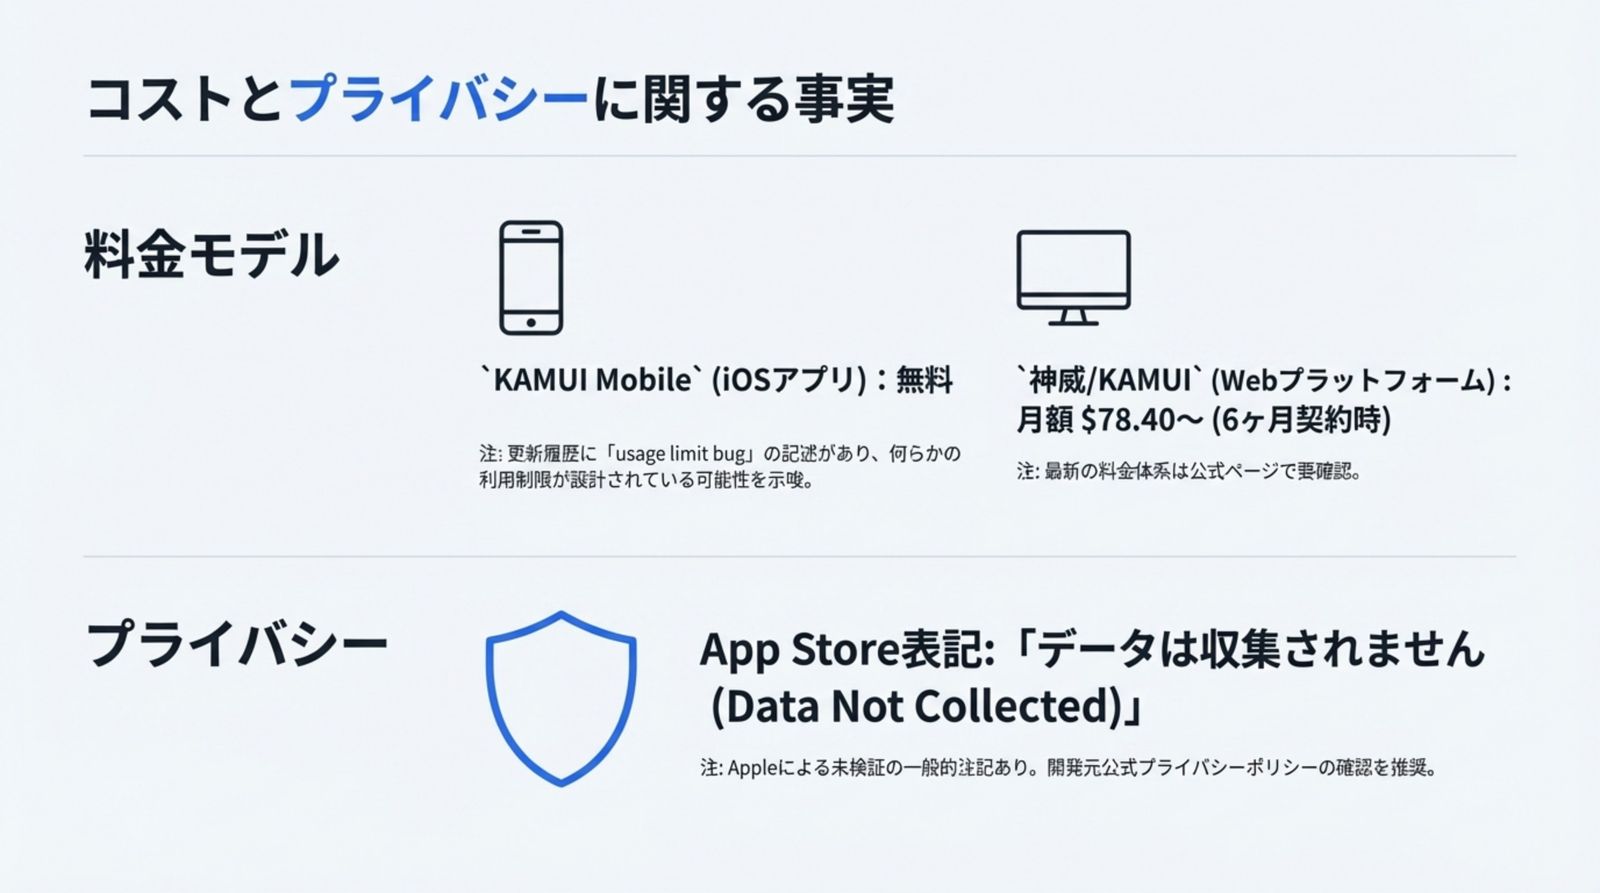 コストとプライバシーに関する事実
料金モデル
`KAMUI Mobile` (iOSアプリ)：無料
注: 更新履歴に「usage limit bug」の記述があり、何らかの
利用制限が設計されている可能性を示唆。
`神威/KAMUI` (Webプラットフォーム) :
月額 $78.40〜 (6ヶ月契約時)
注: 最新の料金体系は公式ページで要確認。
プライバシー
App Store表記:「データは収集されません
(Data Not Collected)」
注: Appleによる未検証の一般的注記あり。開発元公式プライバシーポリシーの確認を推奨。